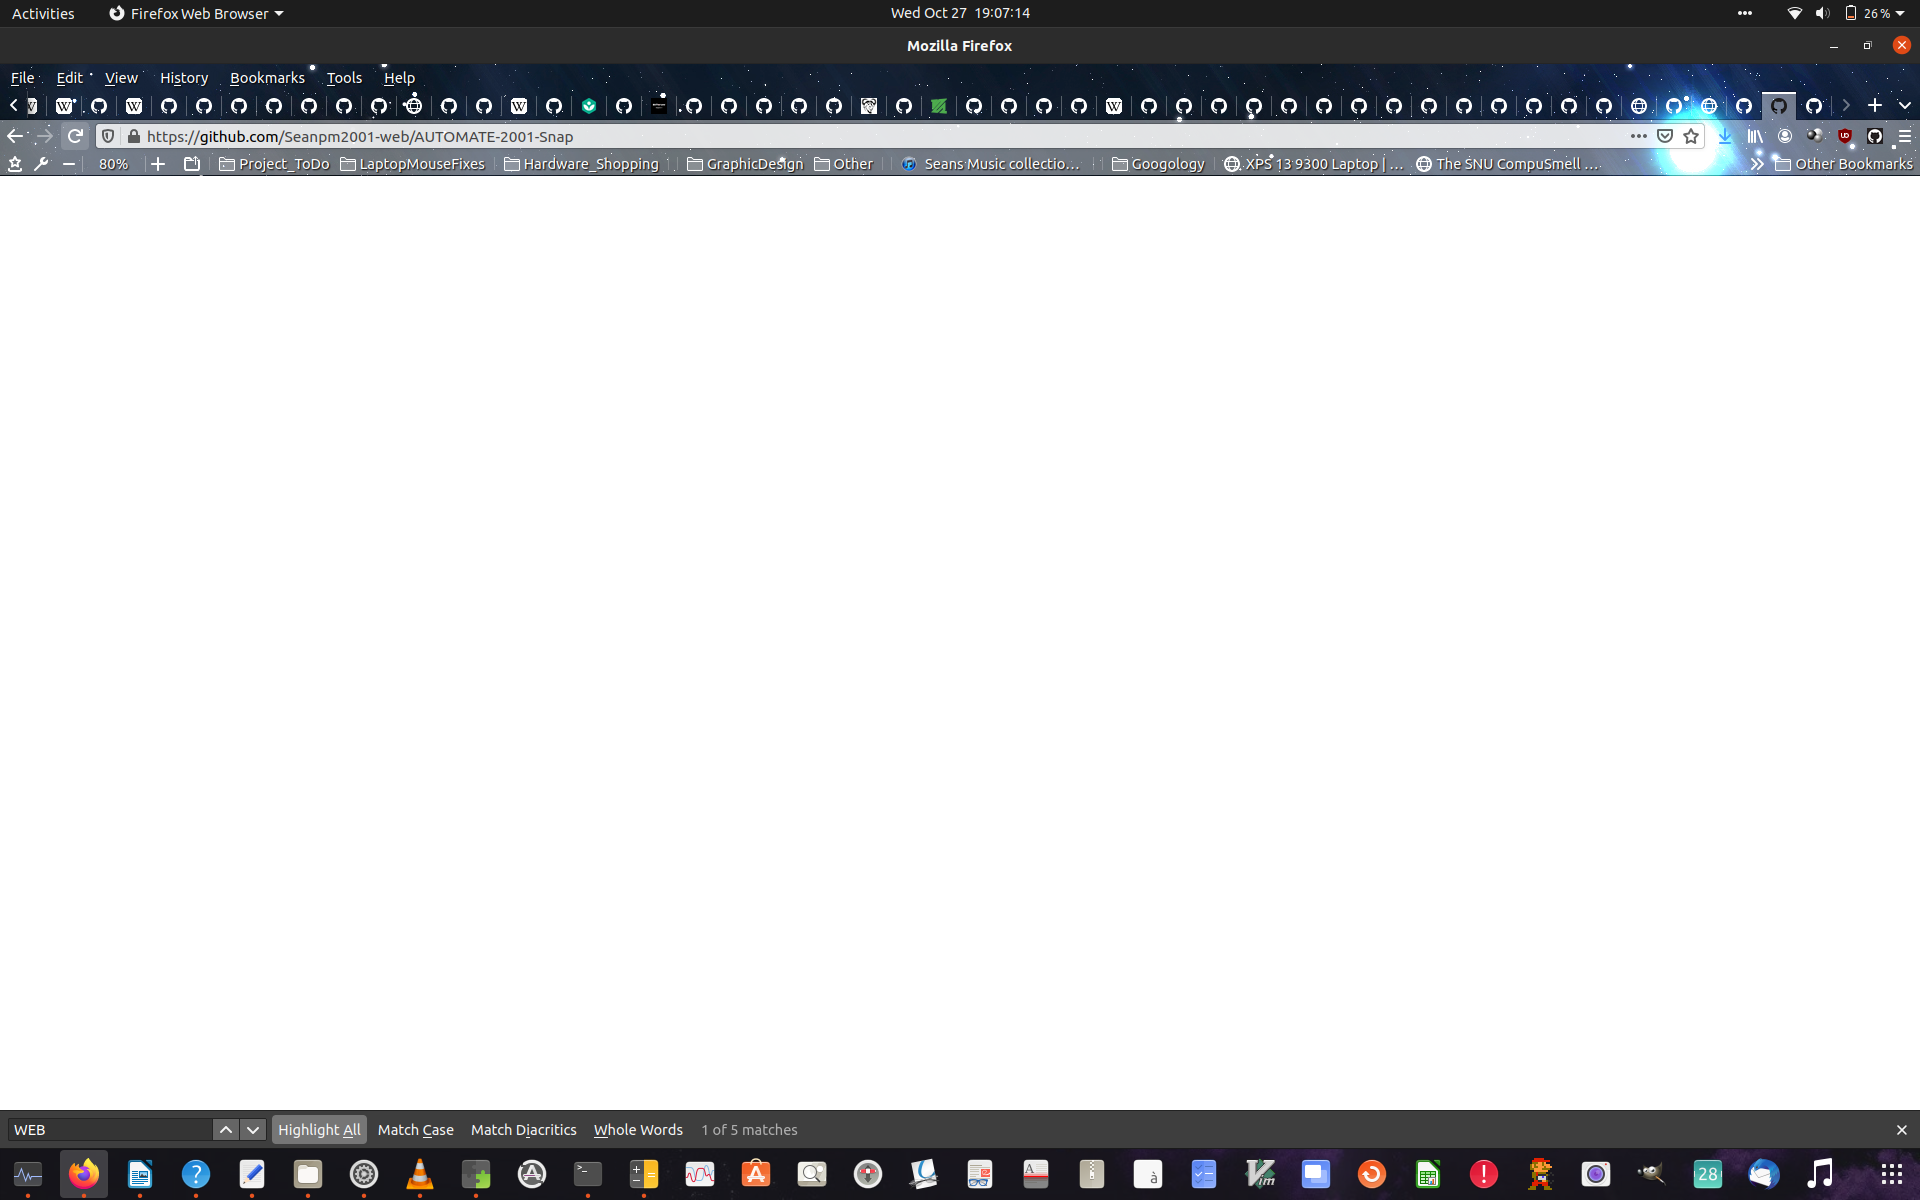 Activities Firefox Web Browser Wed Oct 27 19:07:14 26%
Mozilla Firefox
File Edit View History Bookmarks Tools Help
https://github.com/Seanpm2001-web/AUTOMATE-2001-Snap
80% Project_ToDo LaptopMouseFixes Hardware_Shopping GraphicDesign Other Seans Music collectio… Googology XPS 13 9300 Laptop | … The SNU CompuSmell … Other Bookmarks
WEB Highlight All Match Case Match Diacritics Whole Words 1 of 5 matches
28